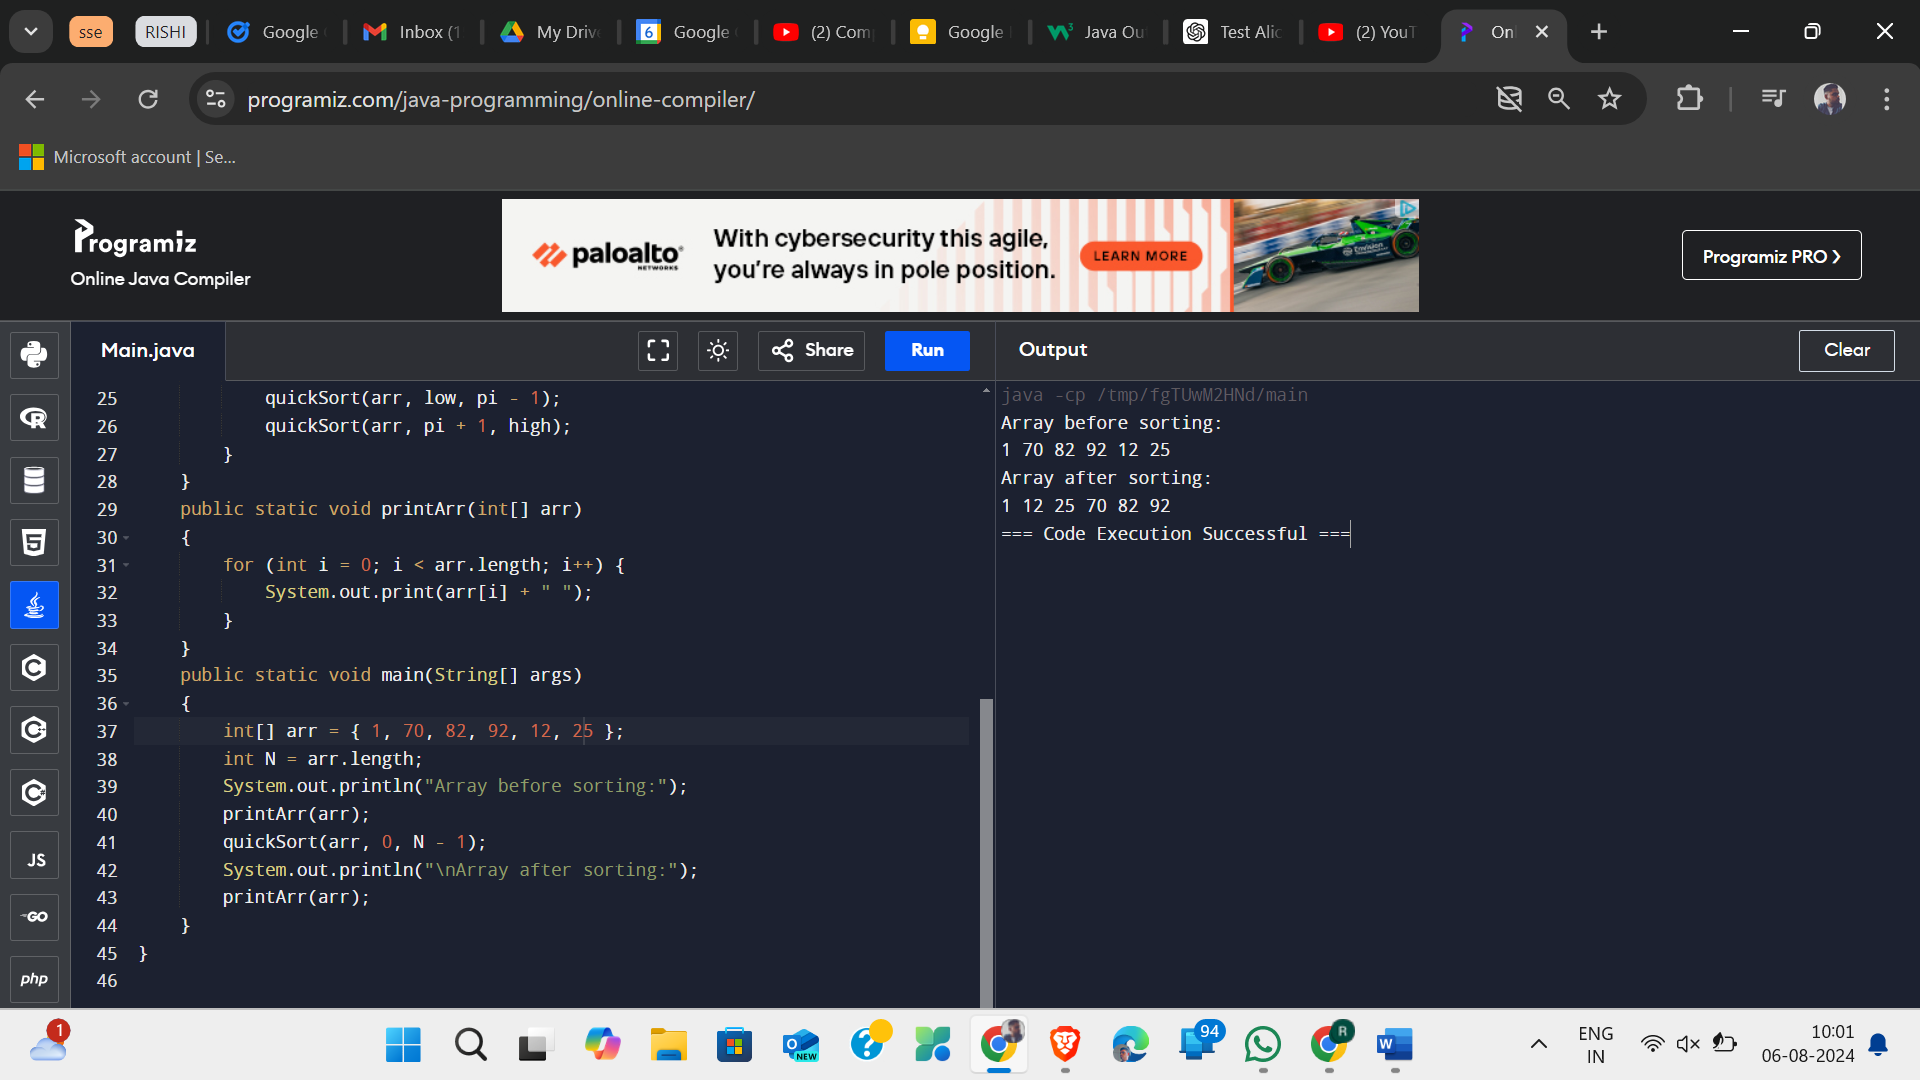 sse
RISHI
Google
Inbox (1
My Drive
6
Google
(2) Com
Google
Java Ou
Test Alic
(2) YouT
On
programiz.com/java-programming/online-compiler/
Microsoft account | Se...
Programiz
Online Java Compiler
paloalto
NETWORKS
With cybersecurity this agile,
you're always in pole position.
LEARN MORE
Programiz PRO ❯
Main.java
Share
Run
Output
Clear
25 quickSort(arr, low, pi - 1);
26 quickSort(arr, pi + 1, high);
27 }
28 }
29 public static void printArr(int[] arr)
30 {
31 for (int i = 0; i < arr.length; i++) {
32 System.out.print(arr[i] + " ");
33 }
34 }
35 public static void main(String[] args)
36 {
37 int[] arr = { 1, 70, 82, 92, 12, 25 };
38 int N = arr.length;
39 System.out.println("Array before sorting:");
40 printArr(arr);
41 quickSort(arr, 0, N - 1);
42 System.out.println("\nArray after sorting:");
43 printArr(arr);
44 }
45 }
46
java -cp /tmp/fgTUwM2HNd/main
Array before sorting:
1 70 82 92 12 25
Array after sorting:
1 12 25 70 82 92
=== Code Execution Successful ===
JS
GO
php
1
NEW
94
R
W
ENG
IN
10:01
06-08-2024